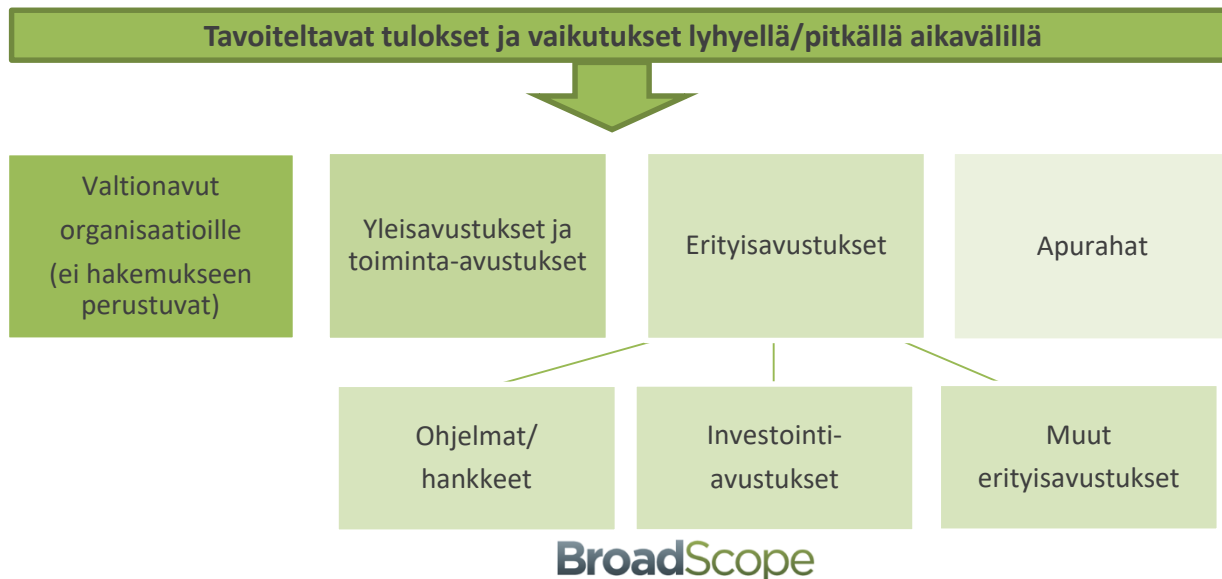 Tavoiteltavat tulokset ja vaikutukset lyhyellä/pitkällä aikavälillä
Valtionavut
organisaatioille
(ei hakemukseen
perustuvat)
Yleisavustukset ja
toiminta-avustukset
Erityisavustukset
Apurahat
Ohjelmat/
hankkeet
Investointi-
avustukset
Muut
erityisavustukset
BroadScope